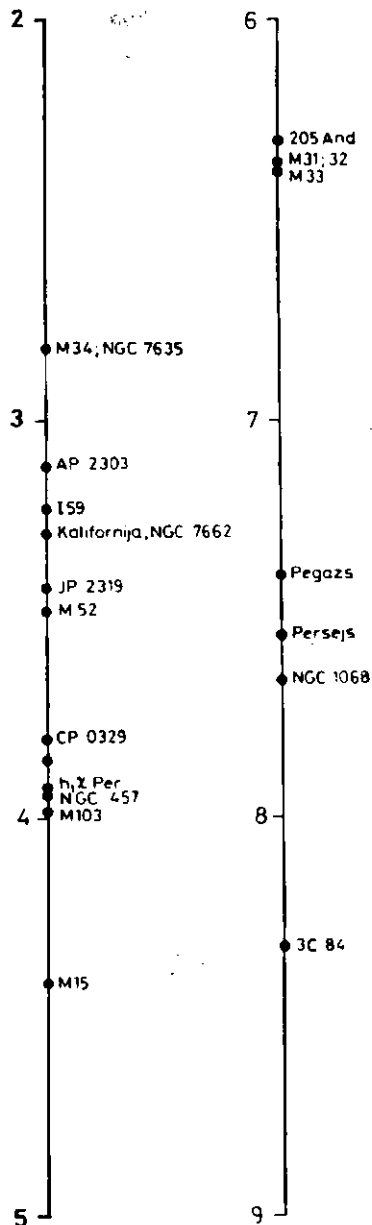 2
M34; NGC 7635
3
AP 2303
I59
Kalifornija, NGC 7662
JP 2319
M 52
CP 0329
h, χ Per
NGC 457
4
M103
M15
5
6
205 And
M31; 32
M33
7
Pegazs
Persejs
NGC 1068
8
3C 84
9